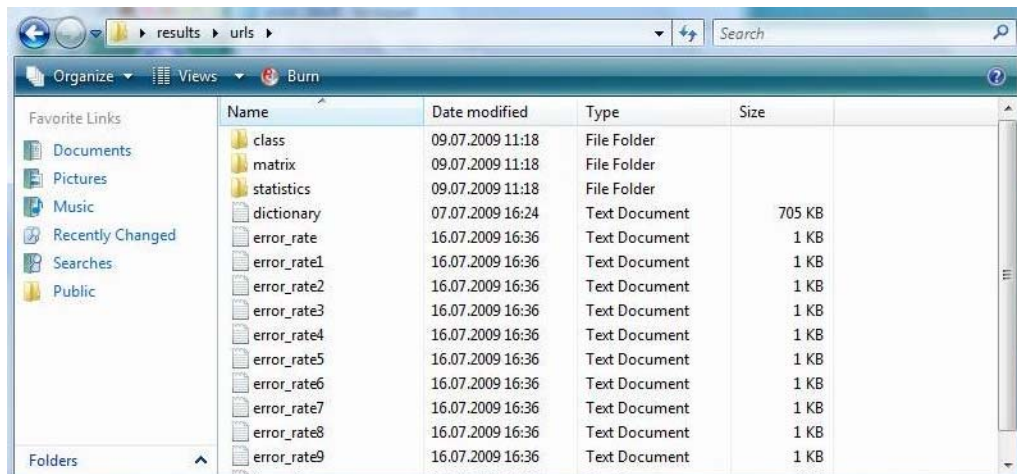 results urls Search
Organize Views Burn
Favorite Links
Documents
Pictures
Music
Recently Changed
Searches
Public
Folders
Name Date modified Type Size
class 09.07.2009 11:18 File Folder
matrix 09.07.2009 11:18 File Folder
statistics 09.07.2009 11:18 File Folder
dictionary 07.07.2009 16:24 Text Document 705 KB
error_rate 16.07.2009 16:36 Text Document 1 KB
error_rate1 16.07.2009 16:36 Text Document 1 KB
error_rate2 16.07.2009 16:36 Text Document 1 KB
error_rate3 16.07.2009 16:36 Text Document 1 KB
error_rate4 16.07.2009 16:36 Text Document 1 KB
error_rate5 16.07.2009 16:36 Text Document 1 KB
error_rate6 16.07.2009 16:36 Text Document 1 KB
error_rate7 16.07.2009 16:36 Text Document 1 KB
error_rate8 16.07.2009 16:36 Text Document 1 KB
error_rate9 16.07.2009 16:36 Text Document 1 KB